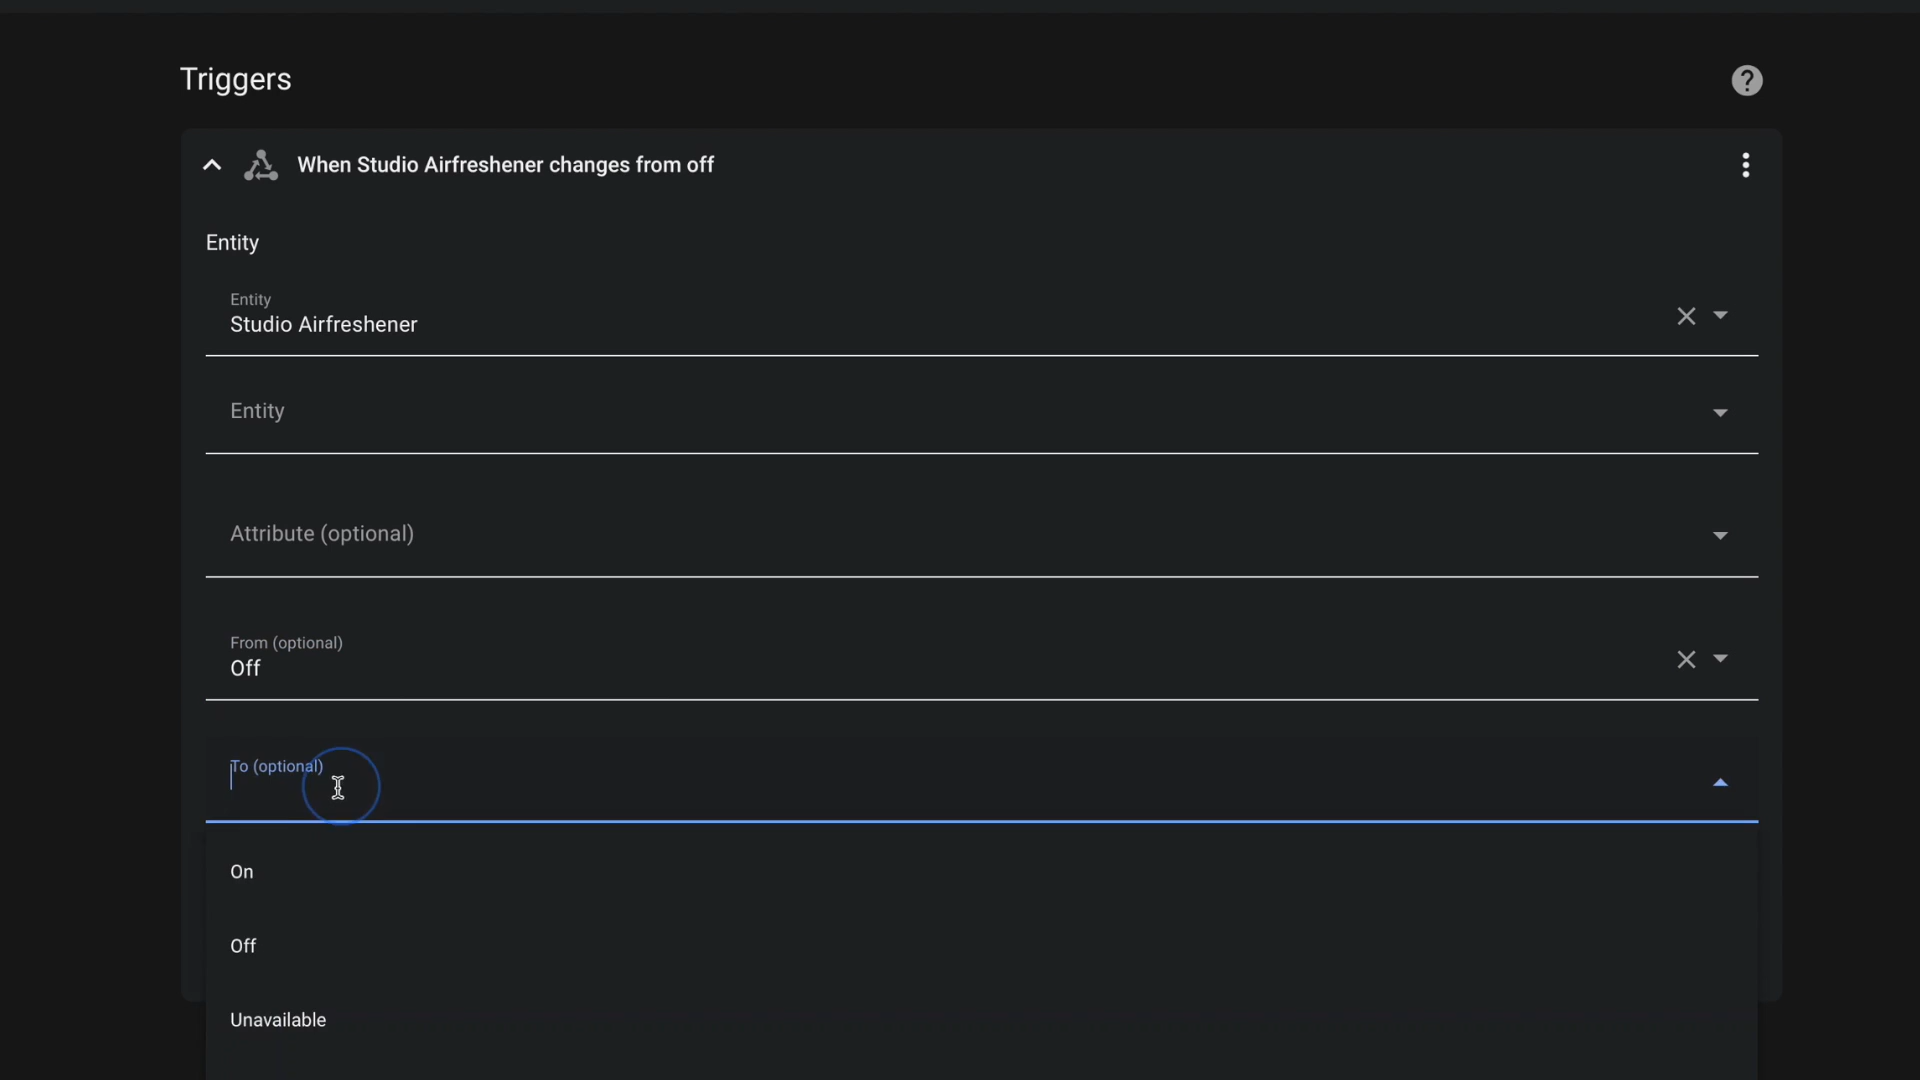 Triggers
When Studio Airfreshener changes from off
Entity
Entity
Studio Airfreshener
Entity
Attribute (optional)
From (optional)
Off
To (optional)
On
Off
Unavailable